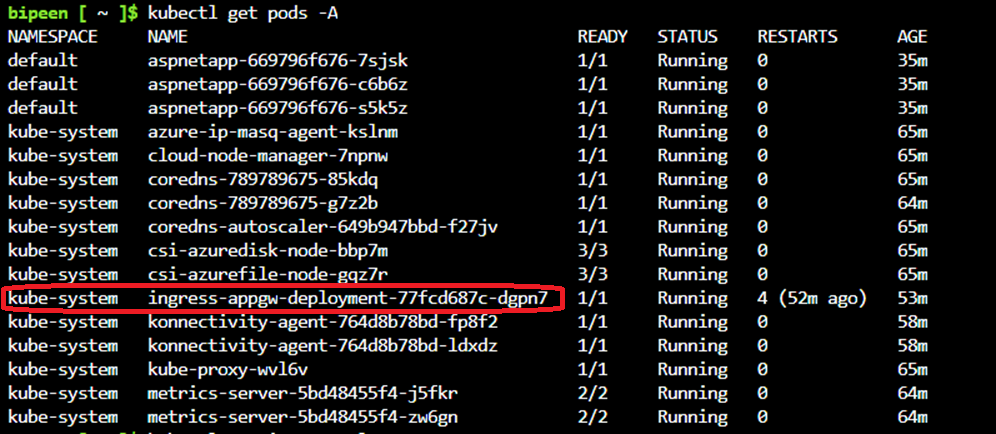 bipeen [ ~ ]$ kubectl get pods -A
NAMESPACE NAME READY STATUS RESTARTS AGE
default aspnetapp-669796f676-7sjsk 1/1 Running 0 35m
default aspnetapp-669796f676-c6b6z 1/1 Running 0 35m
default aspnetapp-669796f676-s5k5z 1/1 Running 0 35m
kube-system azure-ip-masq-agent-kslnm 1/1 Running 0 65m
kube-system cloud-node-manager-7npnw 1/1 Running 0 65m
kube-system coredns-789789675-85kdq 1/1 Running 0 65m
kube-system coredns-789789675-g7z2b 1/1 Running 0 64m
kube-system coredns-autoscaler-649b947bbd-f27jv 1/1 Running 0 65m
kube-system csi-azuredisk-node-bbp7m 3/3 Running 0 65m
kube-system csi-azurefile-node-gqz7r 3/3 Running 0 65m
kube-system ingress-appgw-deployment-77fcd687c-dgpn7 1/1 Running 4 (52m ago) 53m
kube-system konnectivity-agent-764d8b78bd-fp8f2 1/1 Running 0 58m
kube-system konnectivity-agent-764d8b78bd-ldxdz 1/1 Running 0 58m
kube-system kube-proxy-wvl6v 1/1 Running 0 65m
kube-system metrics-server-5bd48455f4-j5fkr 2/2 Running 0 64m
kube-system metrics-server-5bd48455f4-zw6gn 2/2 Running 0 64m